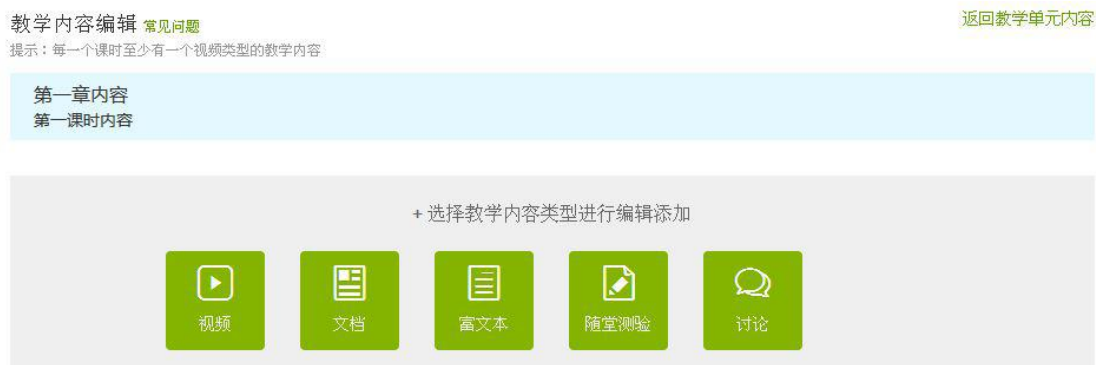 教学内容编辑 常见问题 返回教学单元内容
提示：每一个课时至少有一个视频类型的教学内容
第一章内容
第一课时内容
+ 选择教学内容类型进行编辑添加
视频 文档 富文本 随堂测验 讨论